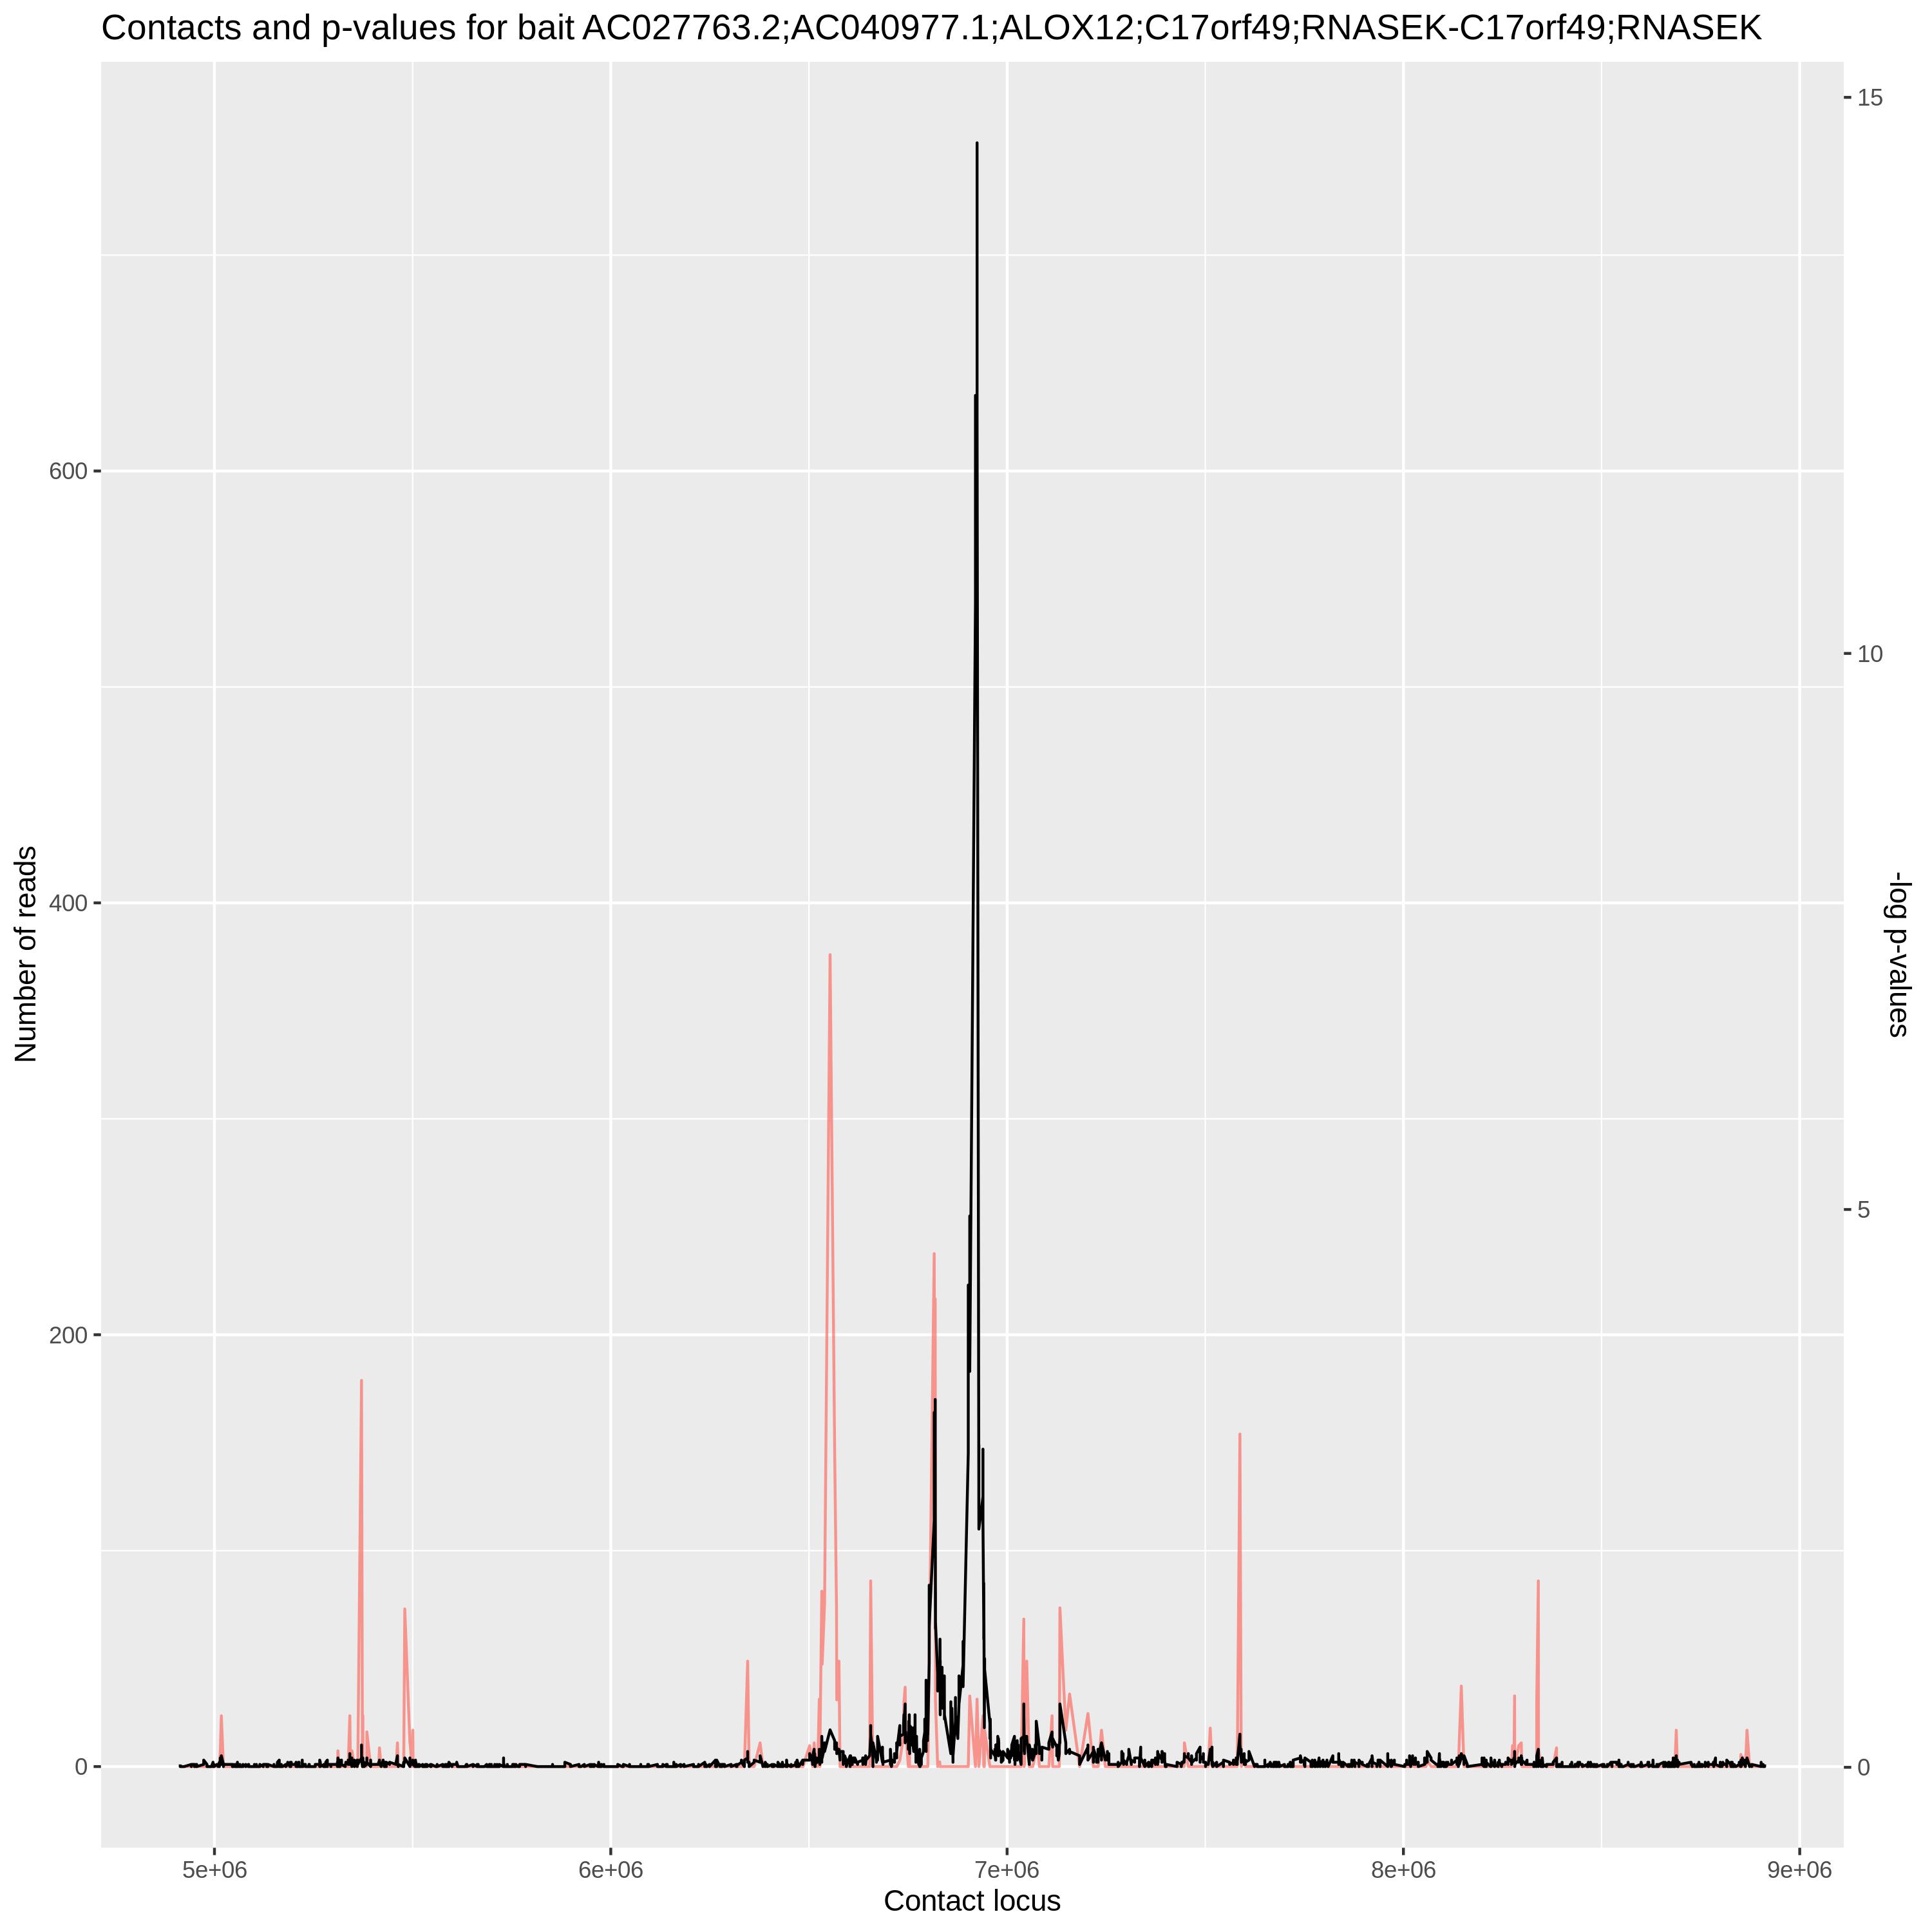 Contacts and p-values for bait AC027763.2;AC040977.1;ALOX12;C17orf49;RNASEK-C17orf49;RNASEK
15
600
10
Number of reads
400
-log p-values
5
200
0
0
5e+06
6e+06
7e+06
8e+06
9e+06
Contact locus